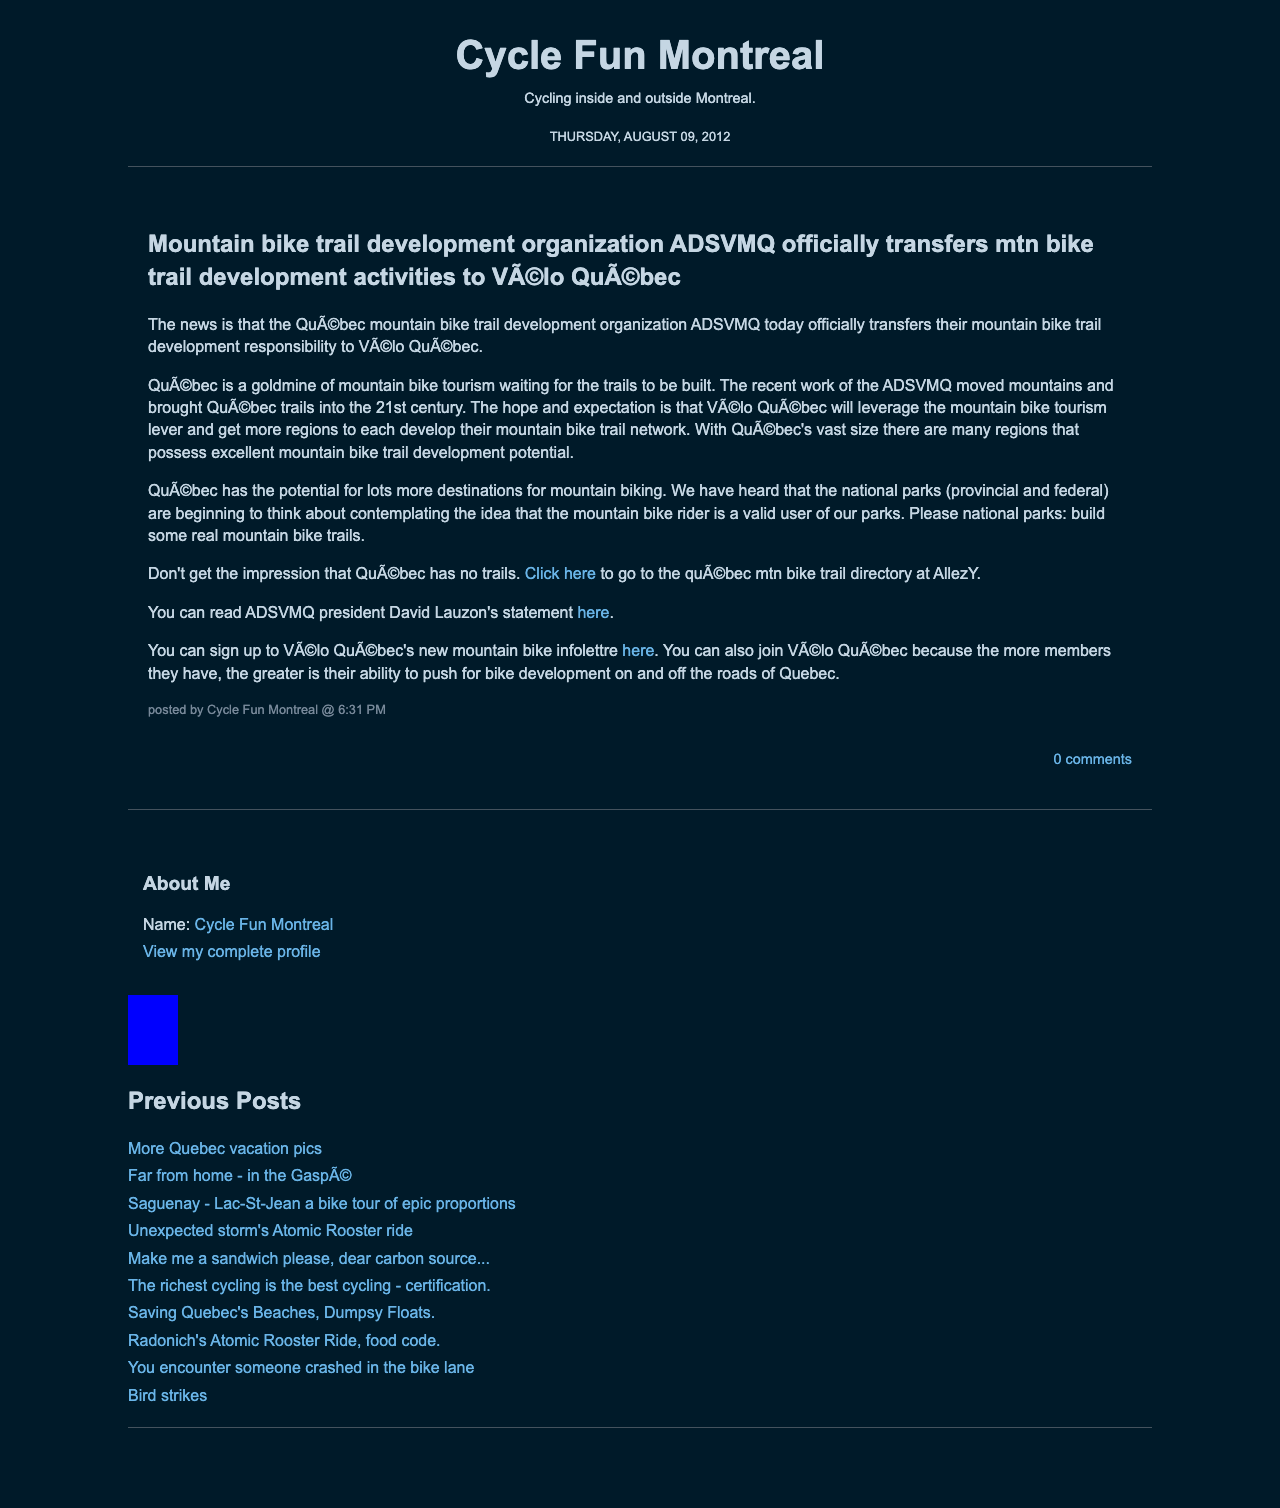 Cycle Fun Montreal
Cycling inside and outside Montreal.
THURSDAY, AUGUST 09, 2012
Mountain bike trail development organization ADSVMQ officially transfers mtn bike
trail development activities to VÃ©lo QuÃ©bec
The news is that the QuÃ©bec mountain bike trail development organization ADSVMQ today officially transfers their mountain bike trail
development responsibility to VÃ©lo QuÃ©bec.
QuÃ©bec is a goldmine of mountain bike tourism waiting for the trails to be built. The recent work of the ADSVMQ moved mountains and
brought QuÃ©bec trails into the 21st century. The hope and expectation is that VÃ©lo QuÃ©bec will leverage the mountain bike tourism
lever and get more regions to each develop their mountain bike trail network. With QuÃ©bec's vast size there are many regions that
possess excellent mountain bike trail development potential.
QuÃ©bec has the potential for lots more destinations for mountain biking. We have heard that the national parks (provincial and federal)
are beginning to think about contemplating the idea that the mountain bike rider is a valid user of our parks. Please national parks: build
some real mountain bike trails.
Don't get the impression that QuÃ©bec has no trails. Click here to go to the quÃ©bec mtn bike trail directory at AllezY.
You can read ADSVMQ president David Lauzon's statement here.
You can sign up to VÃ©lo QuÃ©bec's new mountain bike infolettre here. You can also join VÃ©lo QuÃ©bec because the more members
they have, the greater is their ability to push for bike development on and off the roads of Quebec.
posted by Cycle Fun Montreal @ 6:31 PM
0 comments
About Me
Name: Cycle Fun Montreal
View my complete profile
Previous Posts
More Quebec vacation pics
Far from home - in the GaspÃ©
Saguenay - Lac-St-Jean a bike tour of epic proportions
Unexpected storm's Atomic Rooster ride
Make me a sandwich please, dear carbon source...
The richest cycling is the best cycling - certification.
Saving Quebec's Beaches, Dumpsy Floats.
Radonich's Atomic Rooster Ride, food code.
You encounter someone crashed in the bike lane
Bird strikes